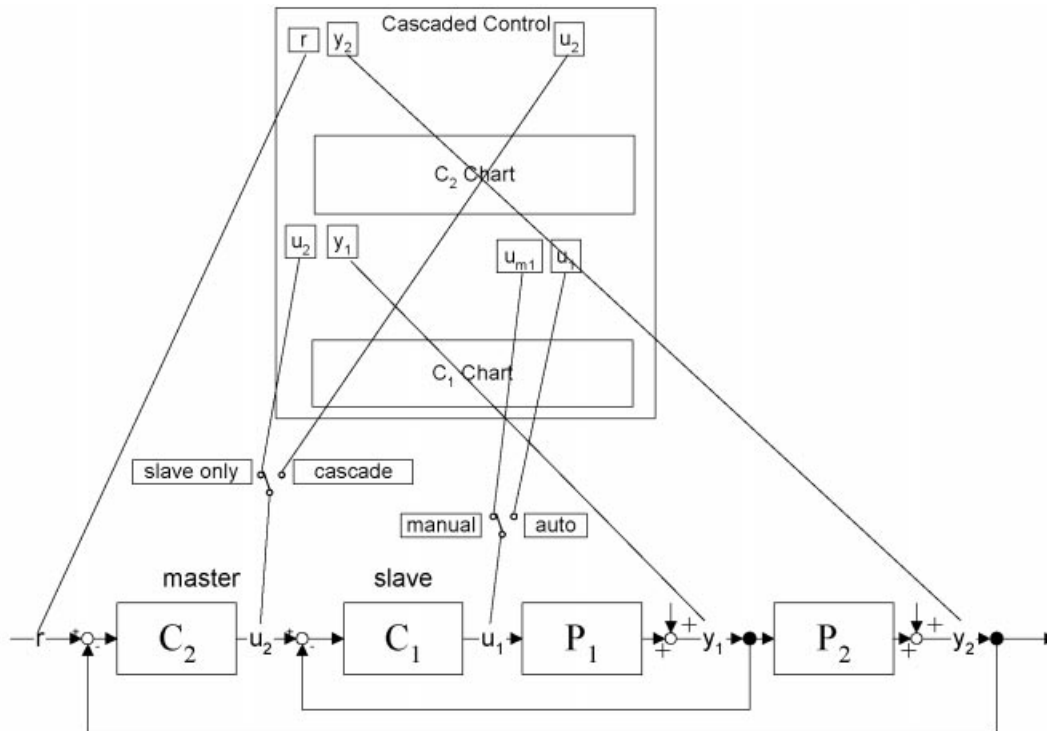 Cascaded Control
r y₂ u₂
C₂ Chart
u₂ y₁ uₘ₁ u₁
C₁ Chart
slave only cascade
manual auto
master slave
r + - C₂ u₂ + - C₁ u₁ P₁ + + y₁ P₂ + + y₂